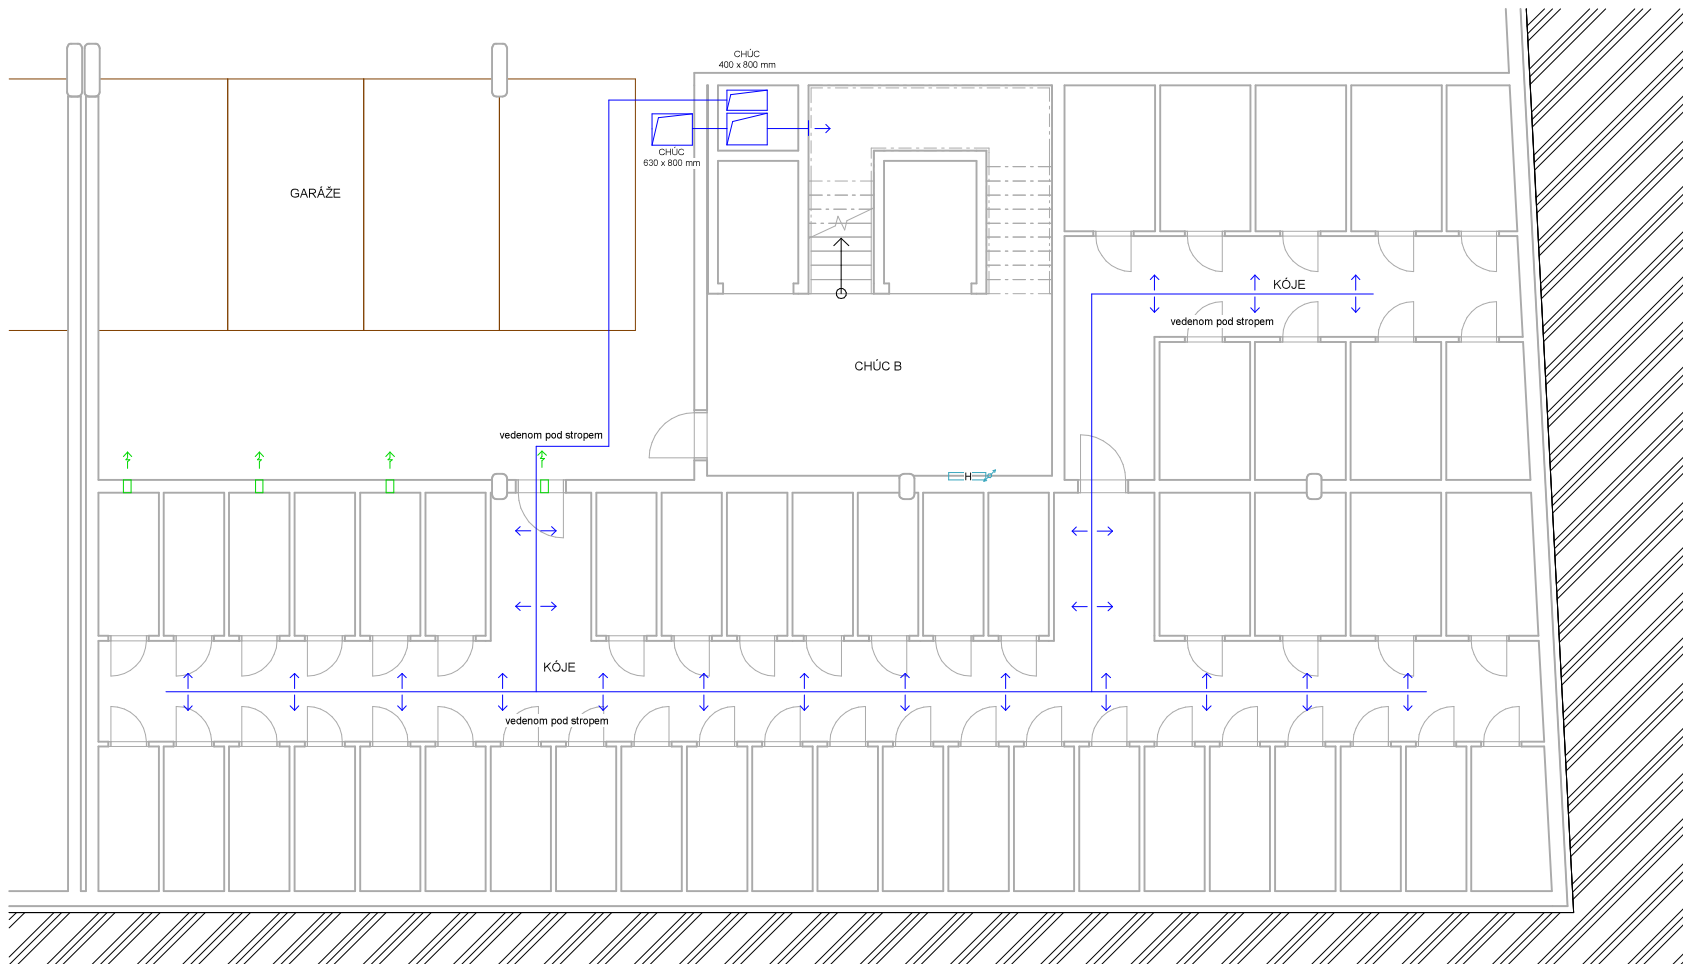 CHÚC
400 x 800 mm
CHÚC
630 x 800 mm
GARÁŽE
KÓJE
vedenom pod stropem
CHÚC B
vedenom pod stropem
H
KÓJE
vedenom pod stropem